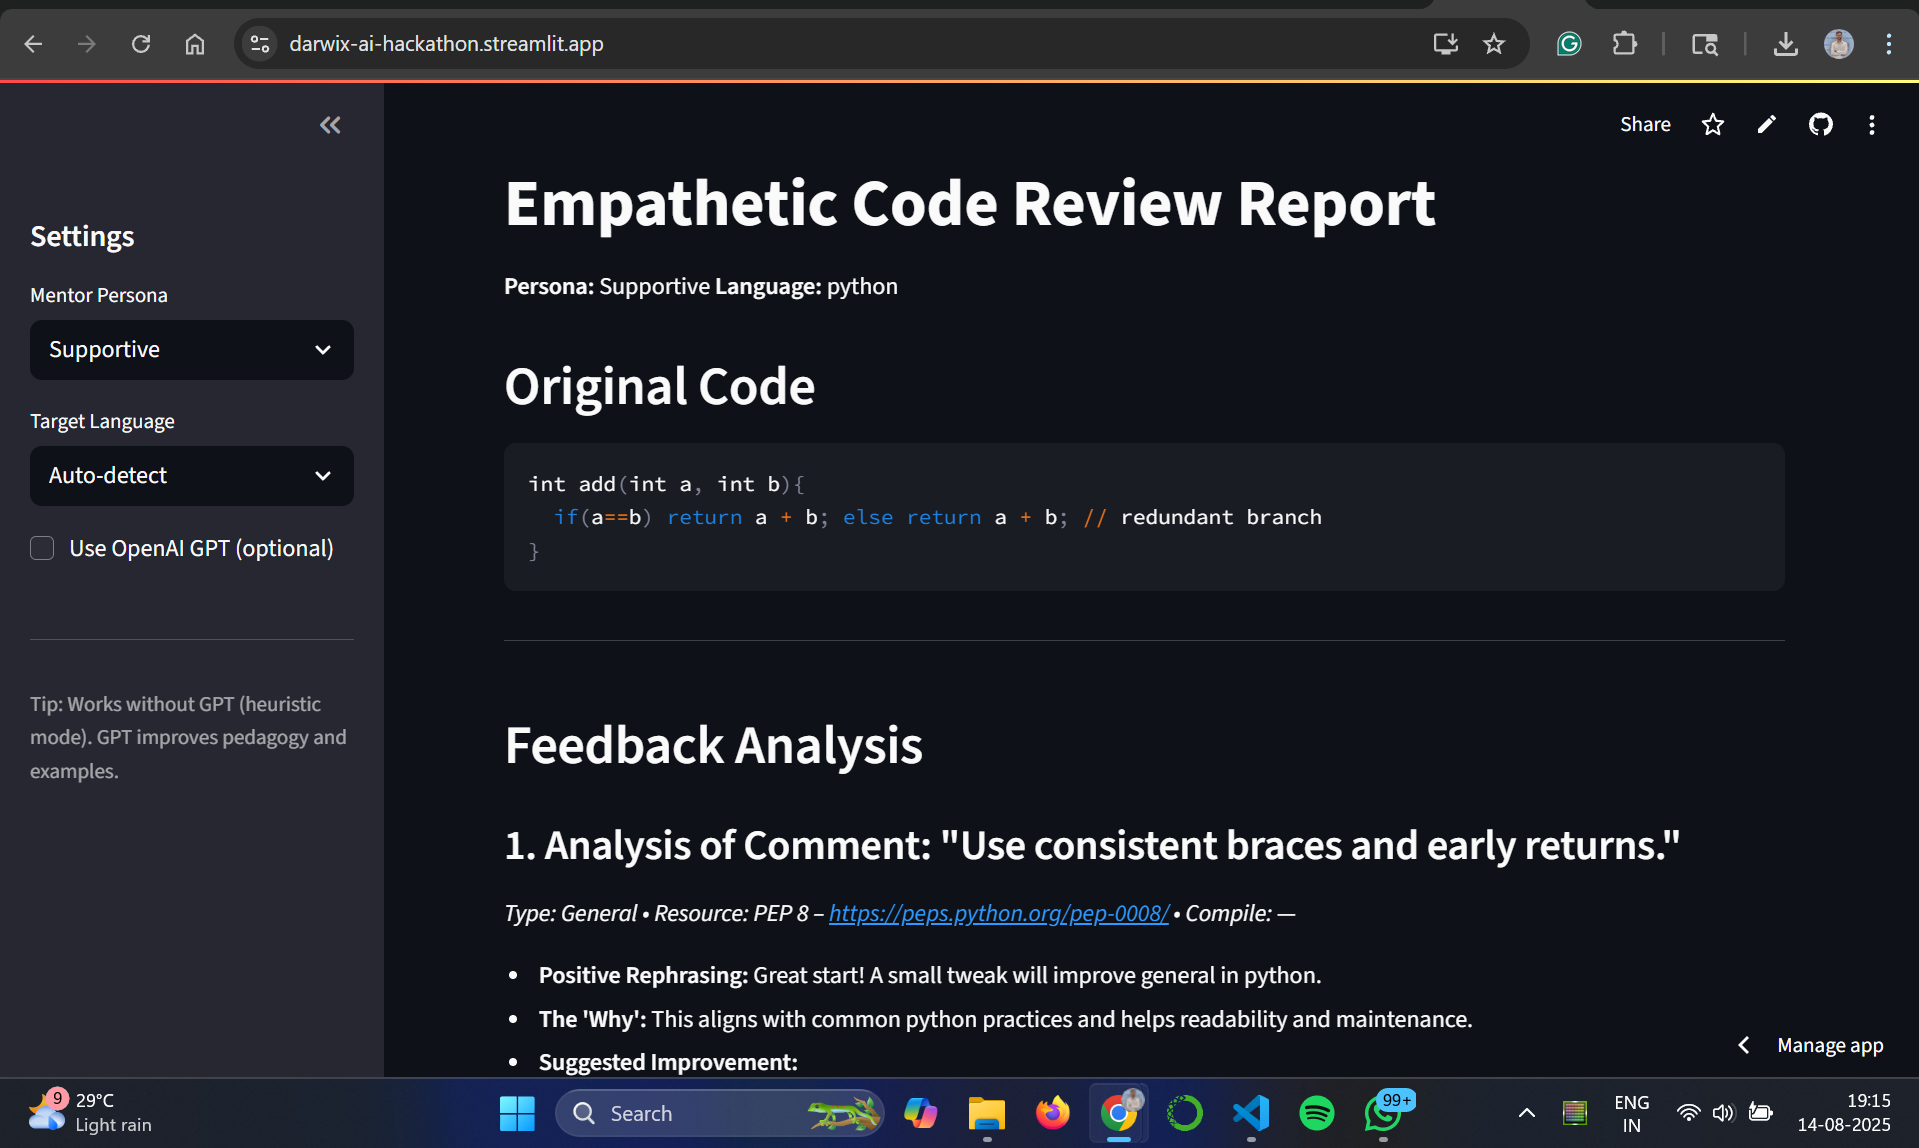 darwix-ai-hackathon.streamlit.app
Share
Settings
Mentor Persona
Supportive
Target Language
Auto-detect
Use OpenAI GPT (optional)
Tip: Works without GPT (heuristic
mode). GPT improves pedagogy and
examples.
Empathetic Code Review Report
Persona: Supportive Language: python
Original Code
int add(int a, int b){
if(a==b) return a + b; else return a + b; // redundant branch
}
Feedback Analysis
1. Analysis of Comment: "Use consistent braces and early returns."
Type: General • Resource: PEP 8 – https://peps.python.org/pep-0008/ • Compile: —
• Positive Rephrasing: Great start! A small tweak will improve general in python.
• The 'Why': This aligns with common python practices and helps readability and maintenance.
• Suggested Improvement:
Manage app
9
29°C
Light rain
Search
99+
ENG
IN
19:15
14-08-2025